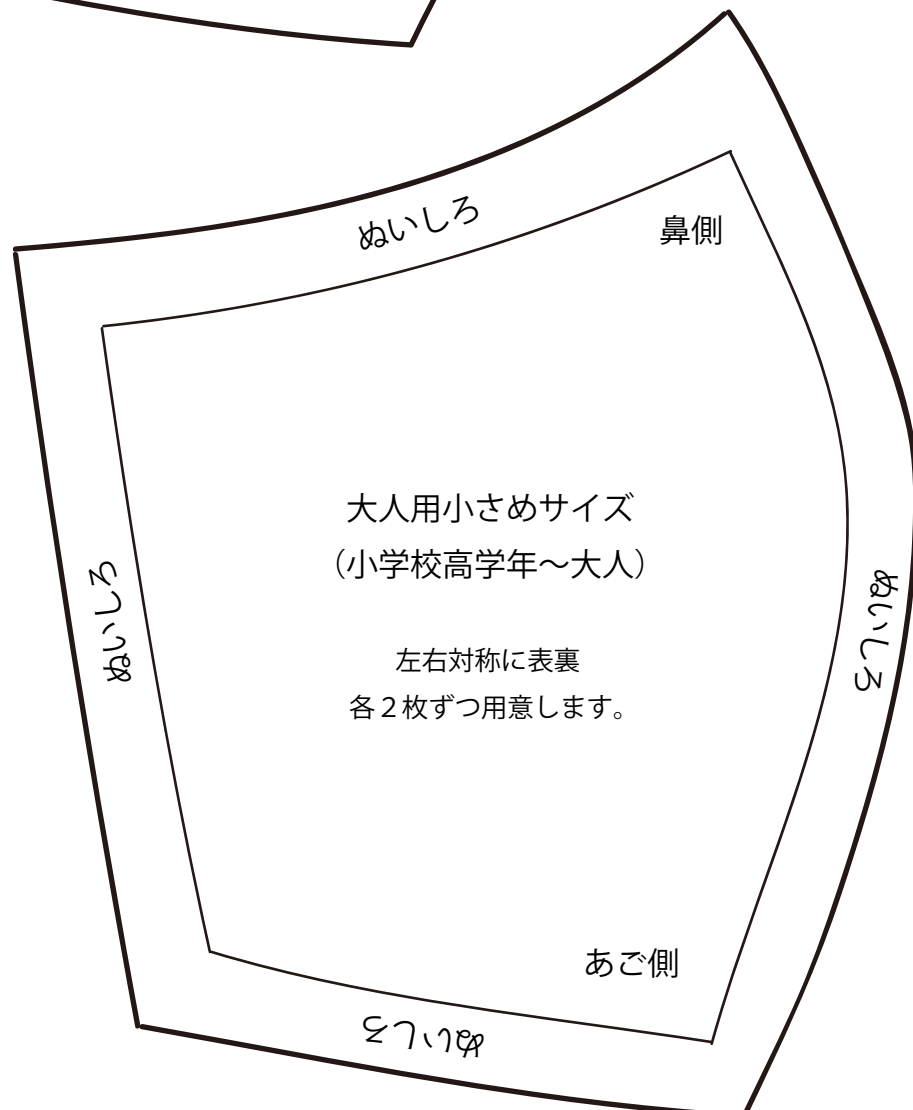 ぬいしろ
鼻側
大人用小さめサイズ
（小学校高学年～大人）
ぬいしろ
ぬいしろ
左右対称に表裏
各２枚ずつ用意します。
あご側
ぬいしろ